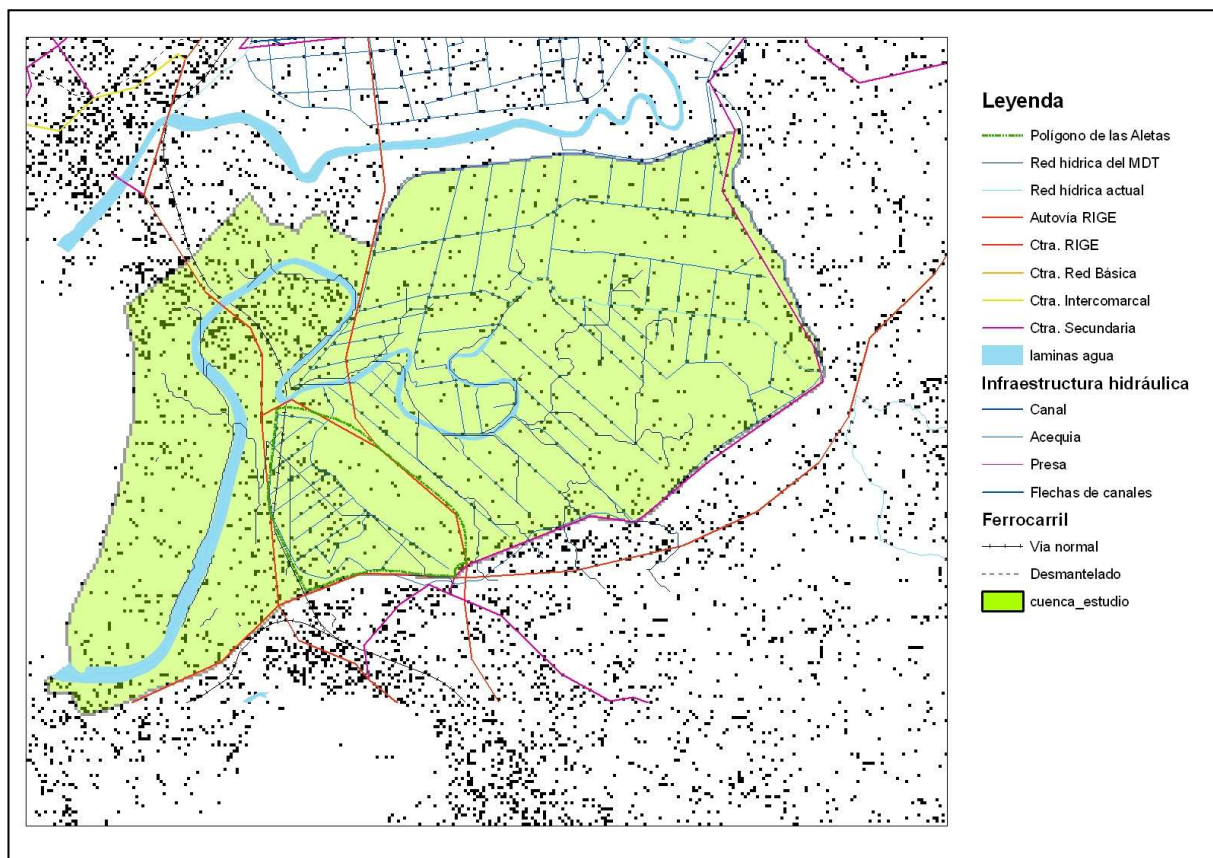 Leyenda
Polígono de las Aletas
Red hídrica del MDT
Red hídrica actual
Autovía RIGE
Ctra. RIGE
Ctra. Red Básica
Ctra. Intercomarcal
Ctra. Secundaria
laminas agua
Infraestructura hidráulica
Canal
Acequia
Presa
Flechas de canales
Ferrocarril
Via normal
Desmantelado
cuenca_estudio